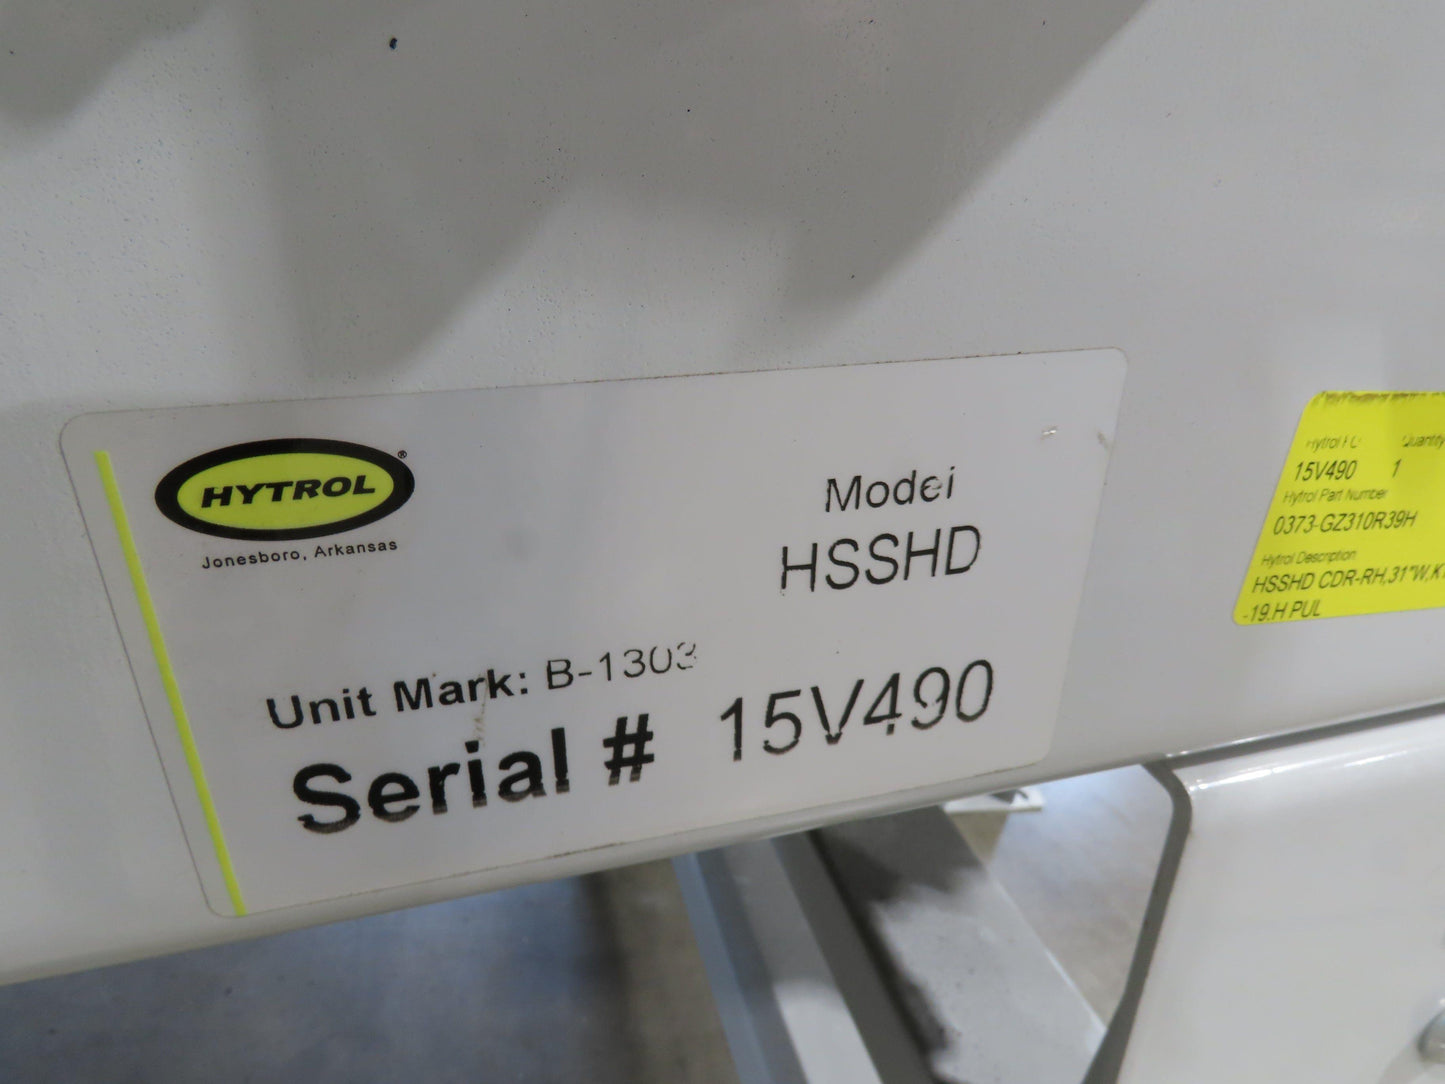 HYTROL®
Jonesboro, Arkansas
Model
HSSHD
Unit Mark: B-1303
Serial # 15V490
Hytrol Quantity
15V490 1
Hytrol Part Number
0373-GZ310R39H
Hytrol Description
HSSHD CDR-RH,31"W,
-19.H PUL